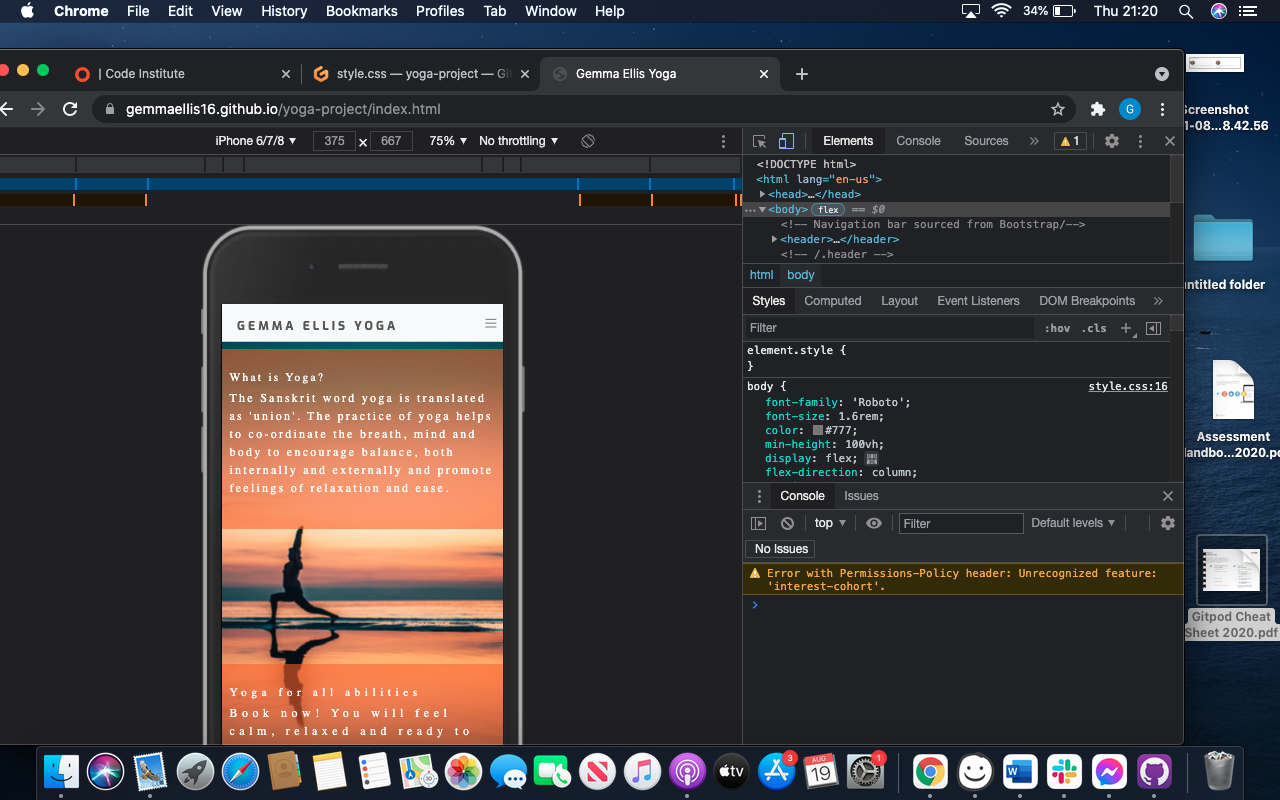 Chrome File Edit View History Bookmarks Profiles Tab Window Help 34% Thu 21:20
| Code Institute style.css — yoga-project — Git Gemma Ellis Yoga
gemmaellis16.github.io/yoga-project/index.html G
iPhone 6/7/8 ▼ 375 x 667 75% ▼ No throttling ▼
Elements Console Sources » 1
<!DOCTYPE html>
<html lang="en-us">
<head>…</head>
<body> flex == $0
<!-- Navigation bar sourced from Bootstrap/-->
<header>…</header>
<!-- /.header -->
html body
Styles Computed Layout Event Listeners DOM Breakpoints »
Filter :hov .cls +
element.style {
}
body { style.css:16
font-family: 'Roboto';
font-size: 1.6rem;
color: #777;
min-height: 100vh;
display: flex;
flex-direction: column;
Console Issues
top ▼ Filter Default levels ▼
No Issues
Error with Permissions-Policy header: Unrecognized feature:
'interest-cohort'.
GEMMA ELLIS YOGA
What is Yoga?
The Sanskrit word yoga is translated
as 'union'. The practice of yoga helps
to co-ordinate the breath, mind and
body to encourage balance, both
internally and externally and promote
feelings of relaxation and ease.
Yoga for all abilities
Book now! You will feel
calm, relaxed and ready to
Screenshot
1-08...8.42.56
untitled folder
Assessment
Handbo...2020.pdf
Gitpod Cheat
Sheet 2020.pdf
30 tv 3 AUG 19 1 W